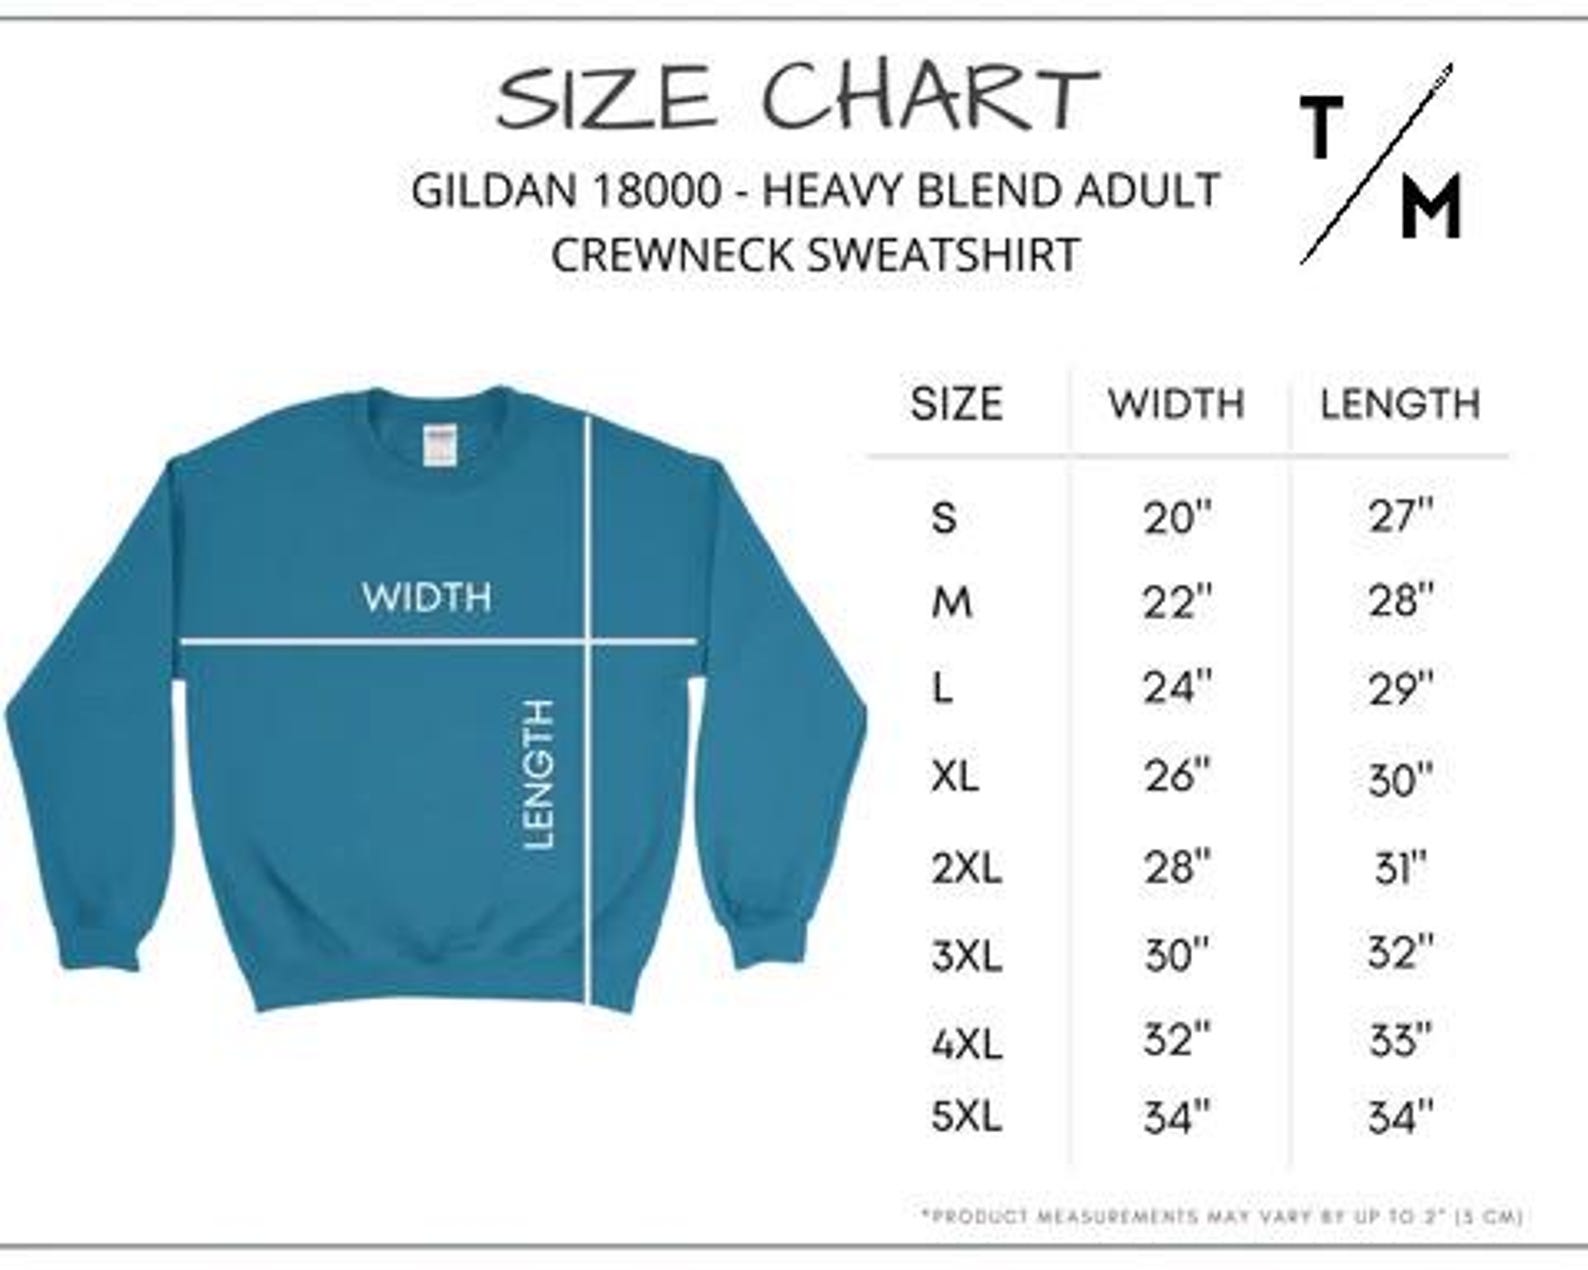 SIZE CHART
GILDAN 18000 - HEAVY BLEND ADULT
CREWNECK SWEATSHIRT
T
M
WIDTH
LENGTH
SIZE WIDTH LENGTH
S 20" 27"
M 22" 28"
L 24" 29"
XL 26" 30"
2XL 28" 31"
3XL 30" 32"
4XL 32" 33"
5XL 34" 34"
*PRODUCT MEASUREMENTS MAY VARY BY UP TO 2" (5 CM)